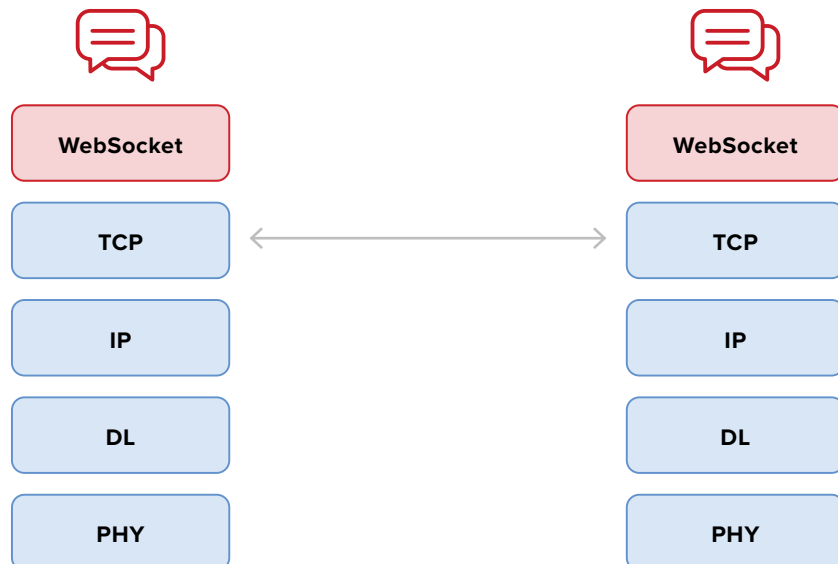 WebSocket
WebSocket
TCP
TCP
IP
IP
DL
DL
PHY
PHY